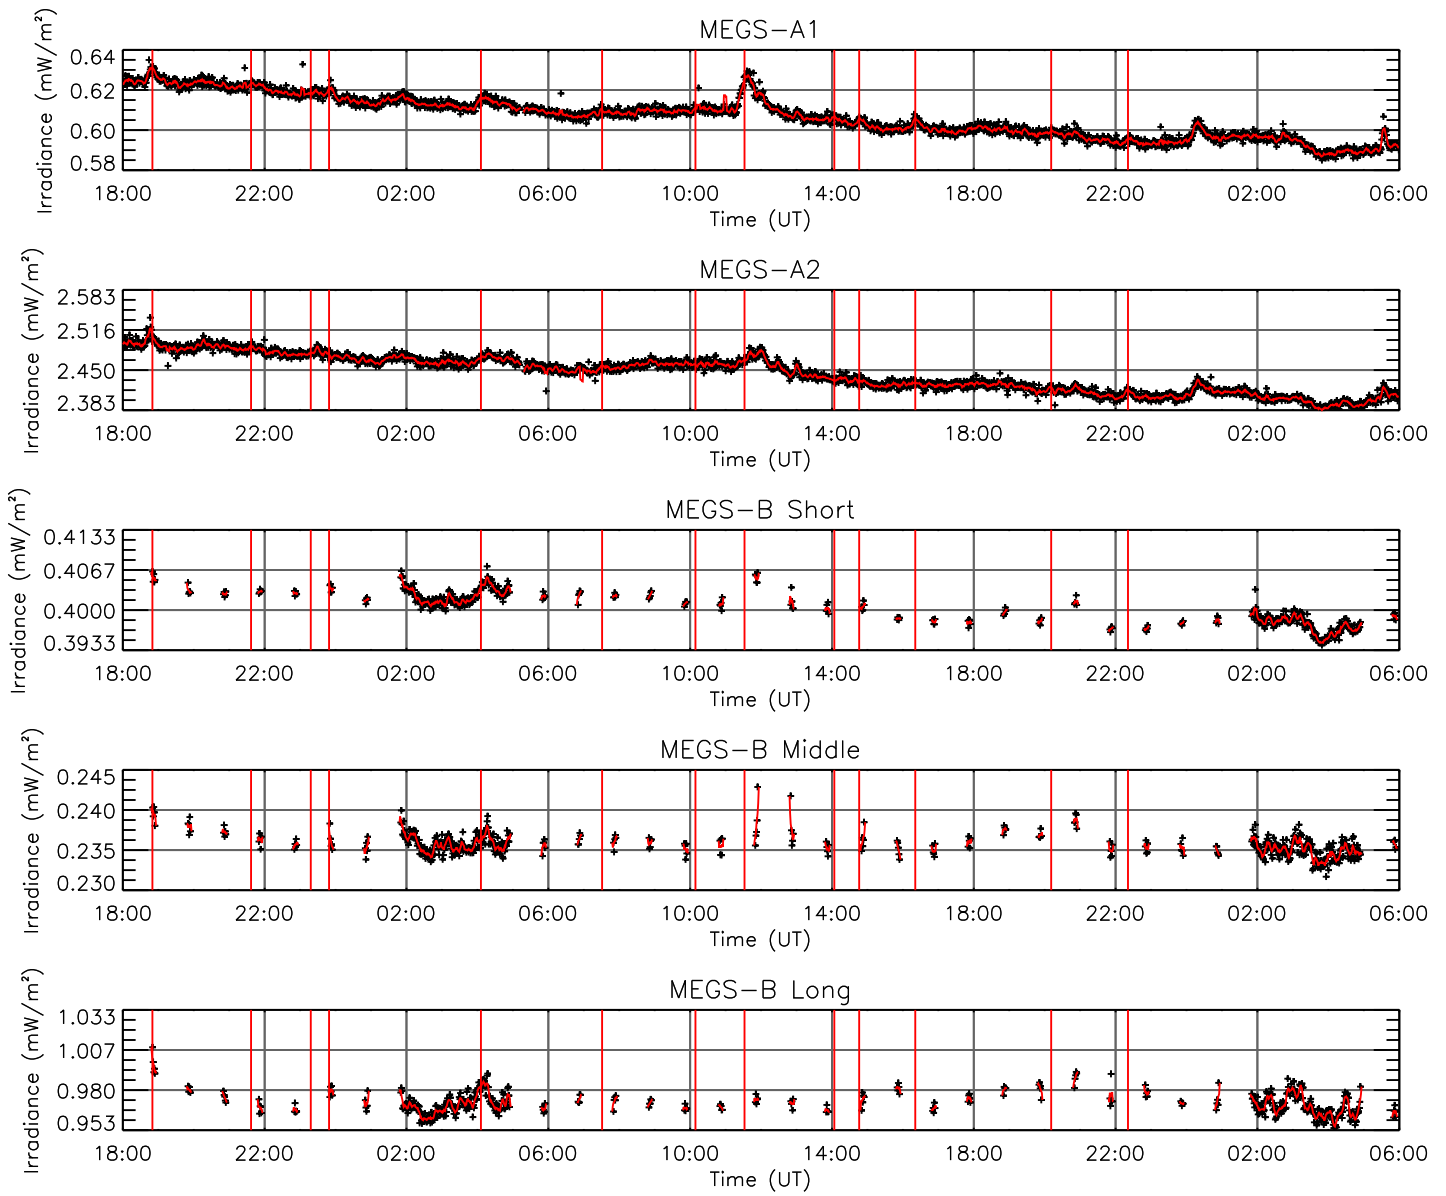 MEGS−A1
Irradiance (mW/m²)
0.64
0.62
0.60
0.58
18:00 22:00 02:00 06:00 10:00 14:00 18:00 22:00 02:00 06:00
Time (UT)
MEGS−A2
Irradiance (mW/m²)
2.583
2.516
2.450
2.383
18:00 22:00 02:00 06:00 10:00 14:00 18:00 22:00 02:00 06:00
Time (UT)
MEGS−B Short
Irradiance (mW/m²)
0.4133
0.4067
0.4000
0.3933
18:00 22:00 02:00 06:00 10:00 14:00 18:00 22:00 02:00 06:00
Time (UT)
MEGS−B Middle
Irradiance (mW/m²)
0.245
0.240
0.235
0.230
18:00 22:00 02:00 06:00 10:00 14:00 18:00 22:00 02:00 06:00
Time (UT)
MEGS−B Long
Irradiance (mW/m²)
1.033
1.007
0.980
0.953
18:00 22:00 02:00 06:00 10:00 14:00 18:00 22:00 02:00 06:00
Time (UT)